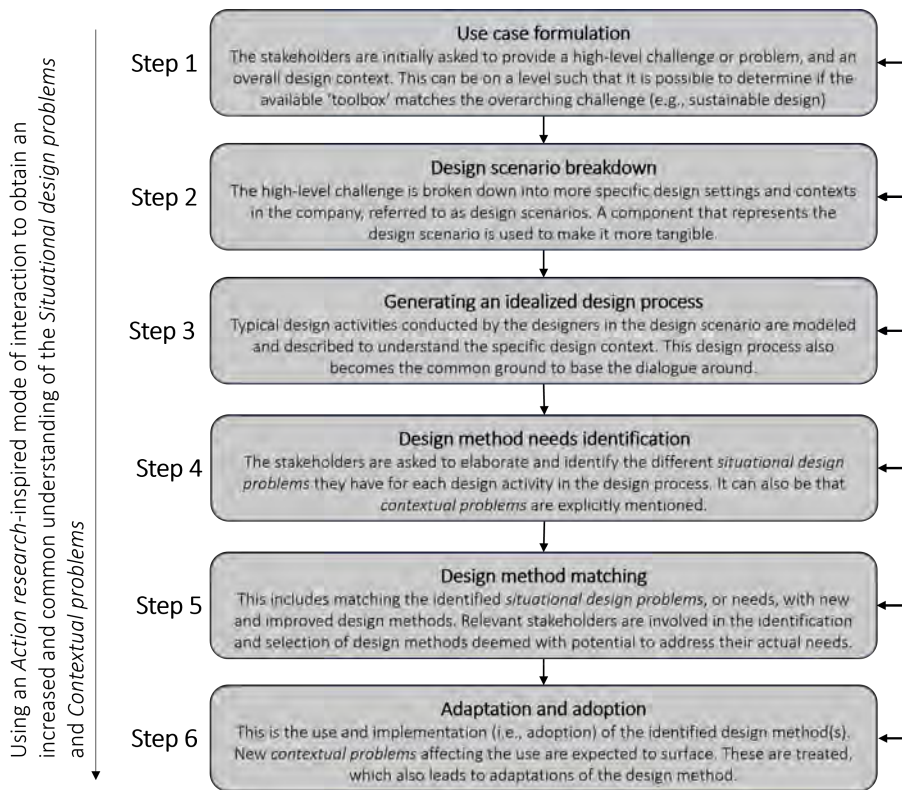 Using an Action research-inspired mode of interaction to obtain an
increased and common understanding of the Situational design problems
and Contextual problems
Step 1
Use case formulation
The stakeholders are initially asked to provide a high-level challenge or problem, and an
overall design context. This can be on a level such that it is possible to determine if the
available ‘toolbox’ matches the overarching challenge (e.g., sustainable design)
Step 2
Design scenario breakdown
The high-level challenge is broken down into more specific design settings and contexts
in the company, referred to as design scenarios. A component that represents the
design scenario is used to make it more tangible.
Step 3
Generating an idealized design process
Typical design activities conducted by the designers in the design scenario are modeled
and described to understand the specific design context. This design process also
becomes the common ground to base the dialogue around.
Step 4
Design method needs identification
The stakeholders are asked to elaborate and identify the different situational design
problems they have for each design activity in the design process. It can also be that
contextual problems are explicitly mentioned.
Step 5
Design method matching
This includes matching the identified situational design problems, or needs, with new
and improved design methods. Relevant stakeholders are involved in the identification
and selection of design methods deemed with potential to address their actual needs.
Step 6
Adaptation and adoption
This is the use and implementation (i.e., adoption) of the identified design method(s).
New contextual problems affecting the use are expected to surface. These are treated,
which also leads to adaptations of the design method.